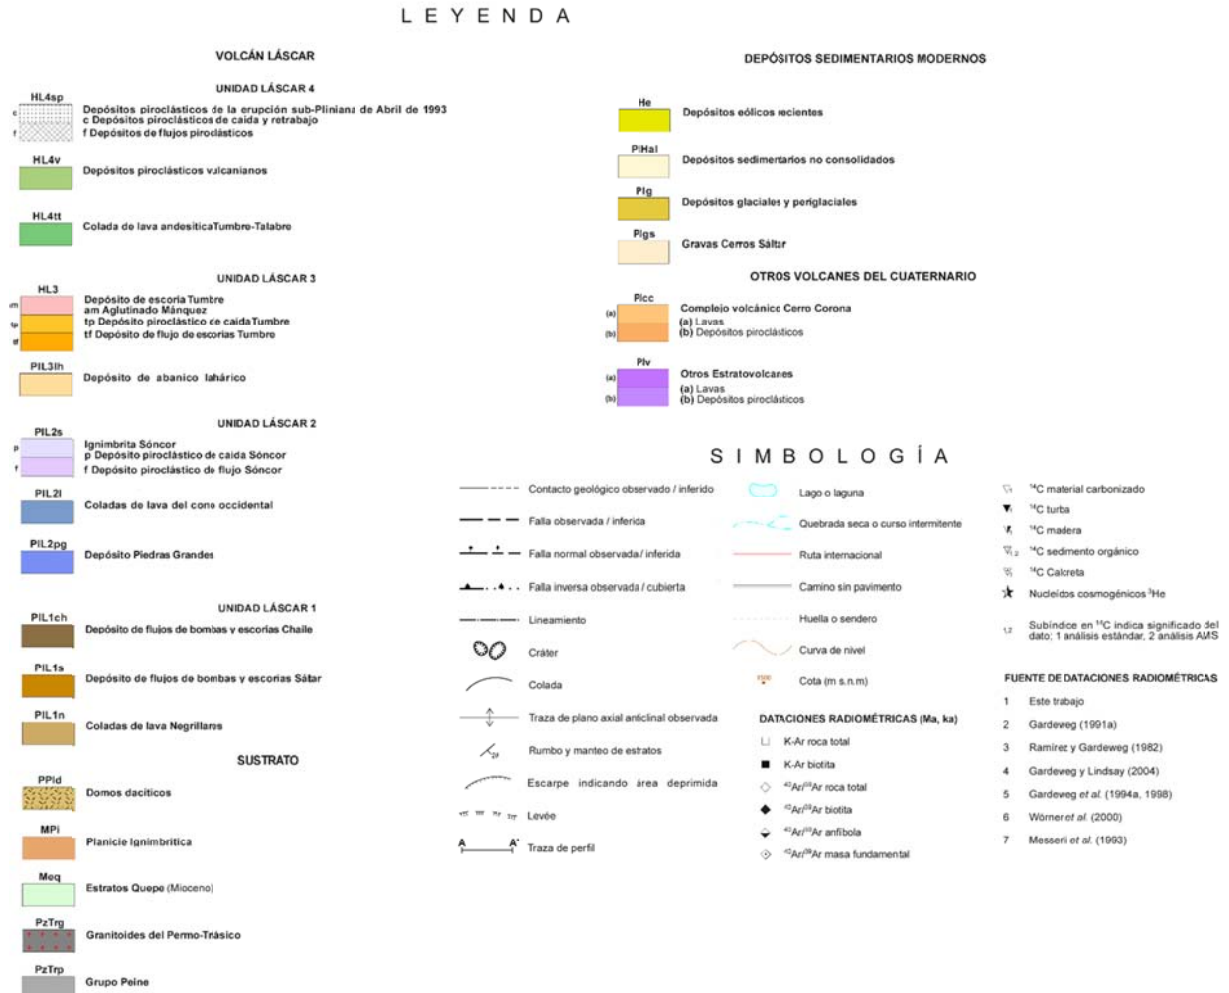 LEYENDA
VOLCÁN LÁSCAR
UNIDAD LÁSCAR 4
HL4sp
c
f
Depósitos piroclásticos de la erupción sub-Pliniana de Abril de 1993
c Depósitos piroclásticos de caida y retrabajo
f Depósitos de flujos piroclásticos
HL4v
Depósitos piroclásticos vulcanianos
HL4tt
Colada de lava andesíticaTumbre-Talabre
UNIDAD LÁSCAR 3
HL3
am
tp
tf
Depósito de escoria Tumbre
am Aglutinado Mánquez
tp Depósito piroclástico de caida Tumbre
tf Depósito de flujo de escorias Tumbre
PIL3lh
Depósito de abanico lahárico
UNIDAD LÁSCAR 2
PIL2s
p
f
Ignimbrita Sóncor
p Depósito piroclástico de caida Sóncor
f Depósito piroclástico de flujo Sóncor
PIL2l
Coladas de lava del cono occidental
PIL2pg
Depósito Piedras Grandes
UNIDAD LÁSCAR 1
PIL1ch
Depósito de flujos de bombas y escorias Chaile
PIL1s
Depósito de flujos de bombas y escorias Sáltar
PIL1n
Coladas de lava Negrillares
SUSTRATO
PPld
Domos dacíticos
MPi
Planicie Ignimbrítica
Meq
Estratos Quepe (Mioceno)
PzTrg
Granitoides del Permo-Triásico
PzTrp
Grupo Peine
DEPÓSITOS SEDIMENTARIOS MODERNOS
He
Depósitos eólicos recientes
PlHal
Depósitos sedimentarios no consolidados
Plg
Depósitos glaciales y periglaciales
Plgs
Gravas Cerros Sáltar
OTROS VOLCANES DEL CUATERNARIO
Plcc
(a)
(b)
Complejo volcánico Cerro Corona
(a) Lavas
(b) Depósitos piroclásticos
Plv
(a)
(b)
Otros Estratovolcanes
(a) Lavas
(b) Depósitos piroclásticos
SIMBOLOGÍA
Contacto geológico observado / inferido
Falla observada / inferida
Falla normal observada / inferida
Falla inversa observada / cubierta
Lineamiento
Cráter
Colada
Traza de plano axial anticlinal observada
Rumbo y manteo de estratos
Escarpe indicando área deprimida
Levée
A A'
Traza de perfil
Lago o laguna
Quebrada seca o curso intermitente
Ruta internacional
Camino sin pavimento
Huella o sendero
Curva de nivel
Cota (m s.n.m)
DATACIONES RADIOMÉTRICAS (Ma, ka)
K-Ar roca total
K-Ar biotita
⁴⁰Ar/³⁹Ar roca total
⁴⁰Ar/³⁹Ar biotita
⁴⁰Ar/³⁹Ar anfíbola
⁴⁰Ar/³⁹Ar masa fundamental
¹⁴C material carbonizado
¹⁴C turba
¹⁴C madera
¹⁴C sedimento orgánico
¹⁴C Calcreta
Nucleídos cosmogénicos ³He
1,2
Subíndice en ¹⁴C indica significado del
dato; 1 análisis estándar, 2 análisis AMS
FUENTE DE DATACIONES RADIOMÉTRICAS
1 Este trabajo
2 Gardeweg (1991a)
3 Ramírez y Gardeweg (1982)
4 Gardeweg y Lindsay (2004)
5 Gardeweg et al. (1994a, 1998)
6 Wörner et al. (2000)
7 Messerli et al. (1993)